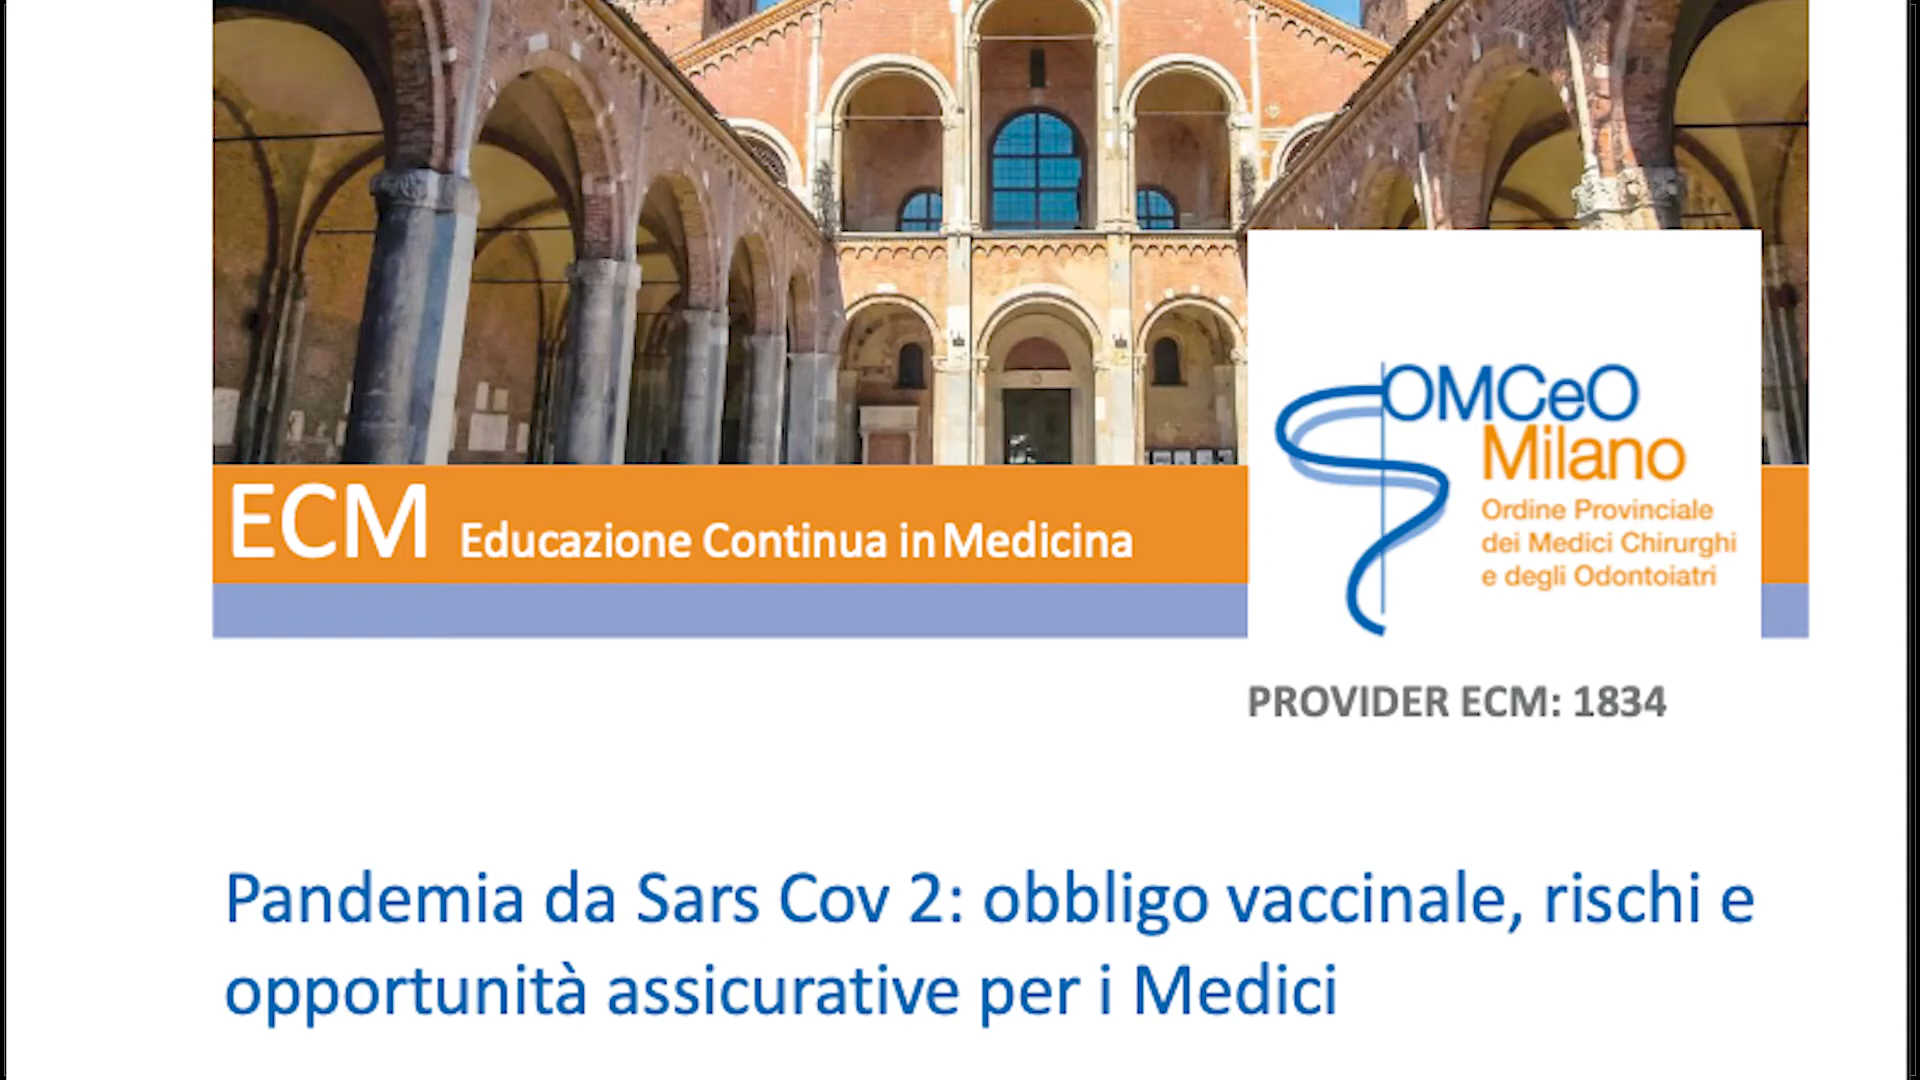 OMCeO
Milano
Ordine Provinciale
dei Medici Chirurghi
e degli Odontoiatri
ECM Educazione Continua in Medicina
PROVIDER ECM: 1834
Pandemia da Sars Cov 2: obbligo vaccinale, rischi e
opportunità assicurative per i Medici